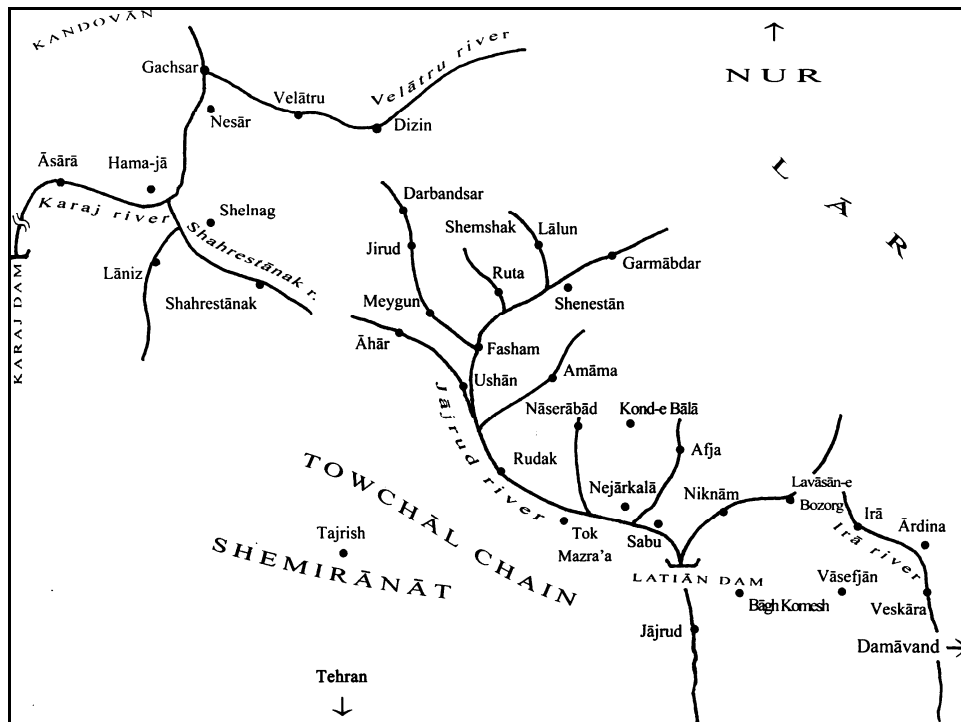 KANDOVĀN
↑
NUR
Gachsar
Velātru river
Velātru
Dizin
Nesār
LĀR
Āsārā
Hama-jā
Karaj river
Shelnag
Shahrestānak r.
Lāniz
Shahrestānak
KARAJ DAM
Darbandsar
Shemshak
Lālun
Jirud
Garmābdar
Ruta
Shenestān
Meygun
Āhār
Fasham
Ushān
Amāma
Jājrud river
Nāserābād
Kond-e Bālā
Afja
Rudak
TOWCHĀL CHAIN
Nejārkalā
Niknām
Lavāsān-e
Bozorg
Irā
Ārdina
Irā river
Tajrish
Tok
Mazra'a
Sabu
SHEMIRĀNĀT
LATIĀN DAM
Bāgh Komesh
Vāsefjān
Veskāra
Jājrud
Damāvand →
Tehran
↓